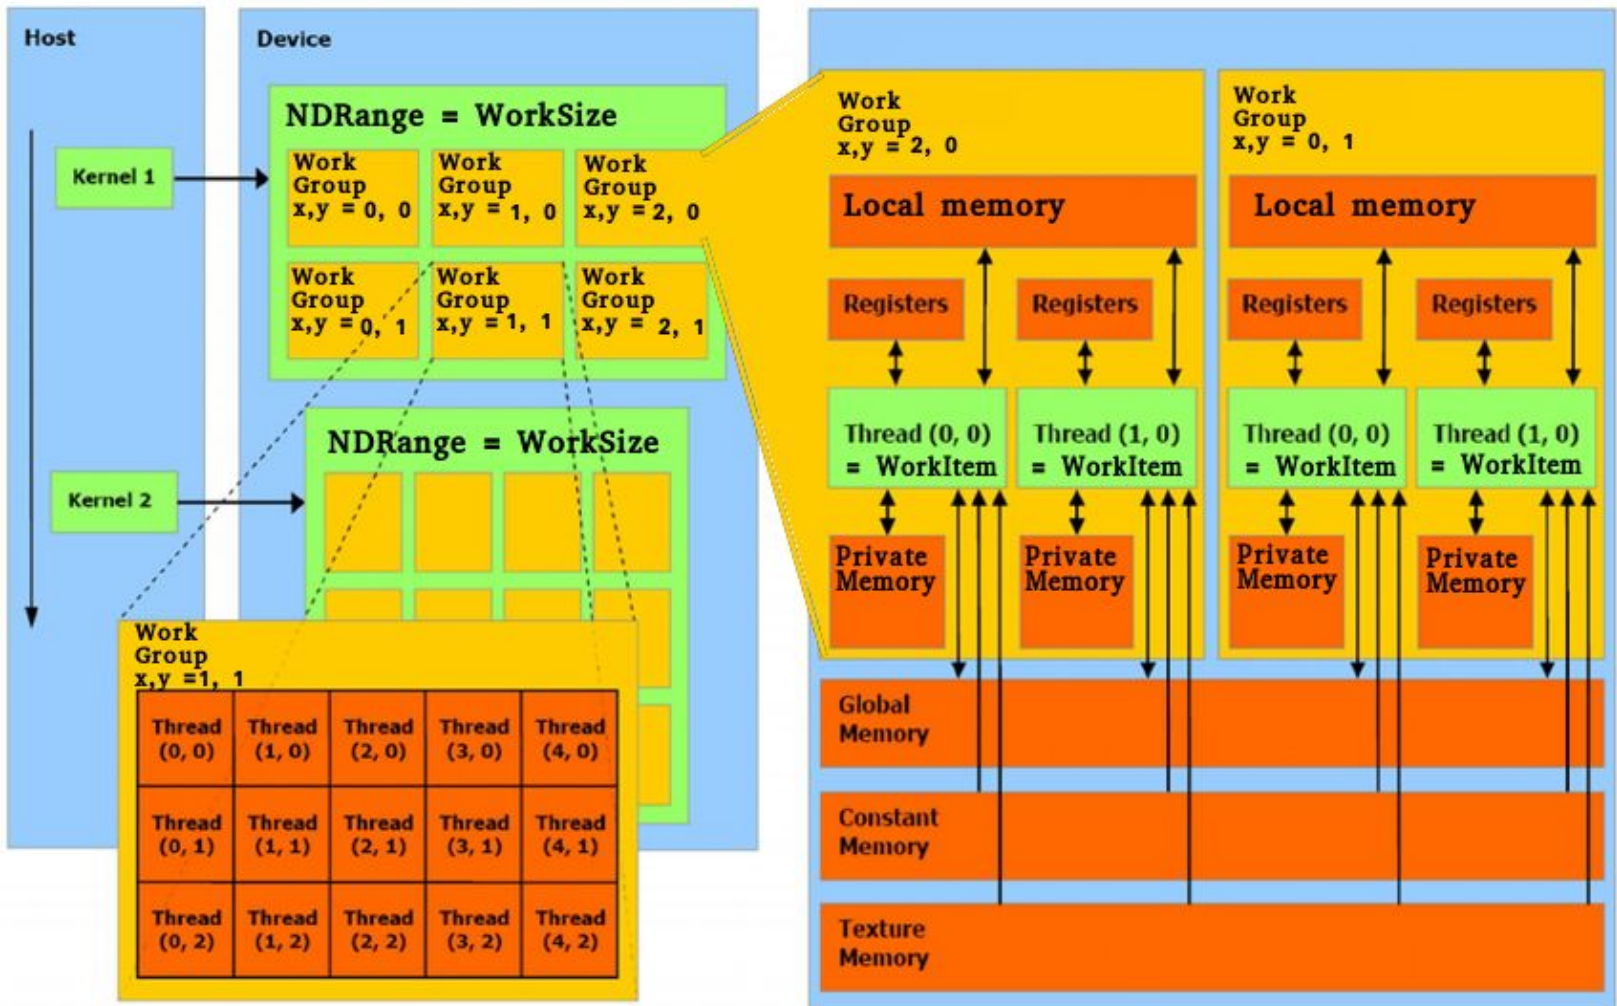 Host
Device
NDRange = WorkSize
Kernel 1
Work
Group
x,y = 0, 0
Work
Group
x,y = 1, 0
Work
Group
x,y = 2, 0
Work
Group
x,y = 0, 1
Work
Group
x,y = 1, 1
Work
Group
x,y = 2, 1
NDRange = WorkSize
Kernel 2
Work
Group
x,y =1, 1
Thread
(0, 0)
Thread
(1, 0)
Thread
(2, 0)
Thread
(3, 0)
Thread
(4, 0)
Thread
(0, 1)
Thread
(1, 1)
Thread
(2, 1)
Thread
(3, 1)
Thread
(4, 1)
Thread
(0, 2)
Thread
(1, 2)
Thread
(2, 2)
Thread
(3, 2)
Thread
(4, 2)
Work
Group
x,y = 2, 0
Local memory
Registers
Registers
Thread (0, 0)
= WorkItem
Thread (1, 0)
= WorkItem
Private
Memory
Private
Memory
Work
Group
x,y = 0, 1
Local memory
Registers
Registers
Thread (0, 0)
= WorkItem
Thread (1, 0)
= WorkItem
Private
Memory
Private
Memory
Global
Memory
Constant
Memory
Texture
Memory